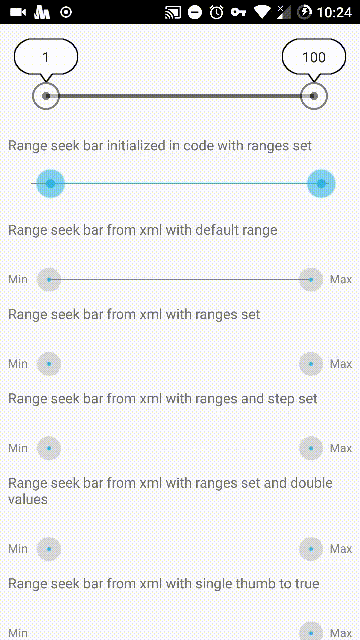 10:24
1 100
Range seek bar initialized in code with ranges set
Range seek bar from xml with default range
Min Max
Range seek bar from xml with ranges set
Min Max
Range seek bar from xml with ranges and step set
Min Max
Range seek bar from xml with ranges set and double
values
Min Max
Range seek bar from xml with single thumb to true
Min Max